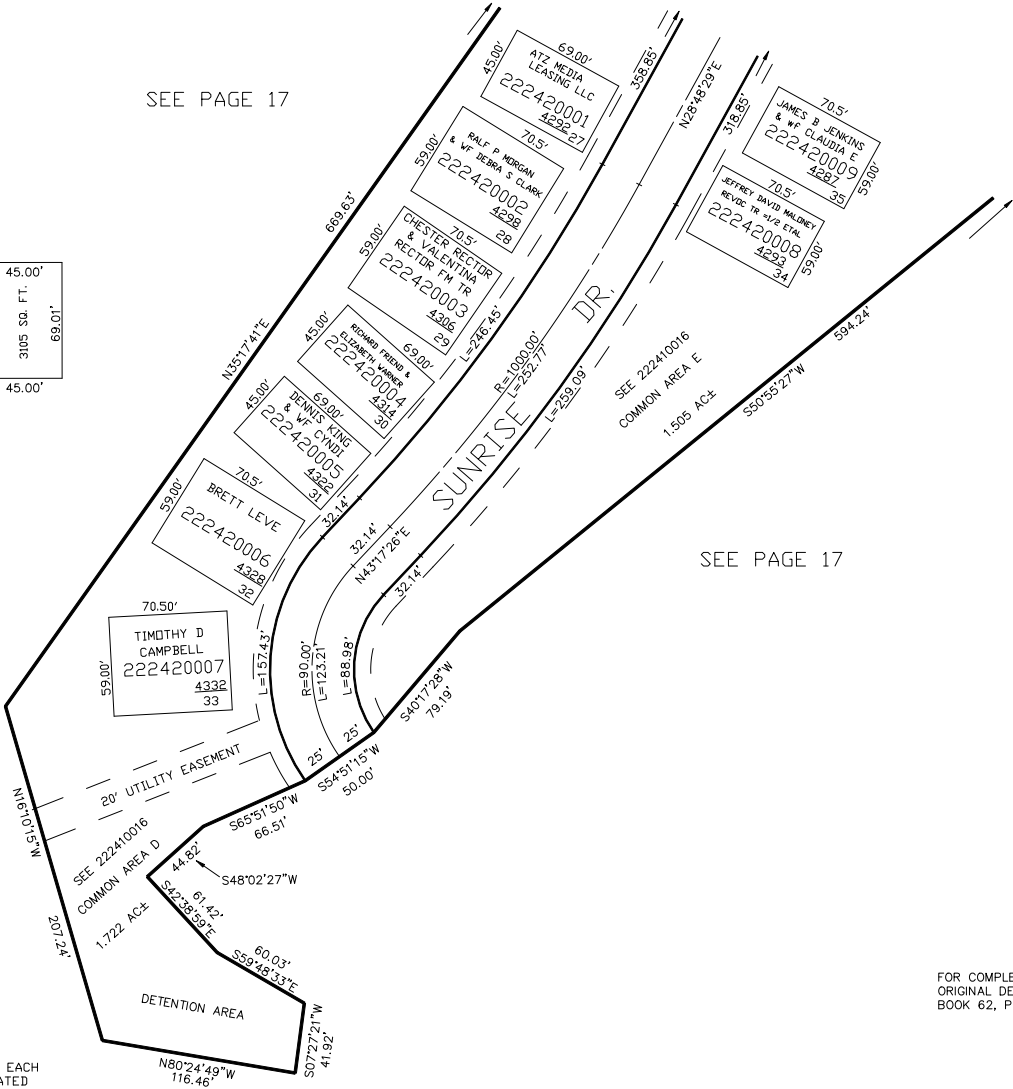 SEE PAGE 17
69.00'
45.00'
ATZ MEDIA
LEASING LLC
222420001
4292
27
70.5'
59.00'
RALF P MORGAN
& WF DEBRA S CLARK
222420002
4298
28
70.5'
59.00'
CHESTER RECTOR
& VALENTINA
RECTOR FM TR
222420003
4306
29
69.00'
45.00'
RICHARD FRIEND &
ELIZABETH WARNER
222420004
4314
30
69.00'
45.00'
DENNIS KING
& WF CYNDI
222420005
4322
31
70.5'
59.00'
BRETT LEVE
222420006
4328
32
70.50'
59.00'
TIMOTHY D
CAMPBELL
222420007
4332
33
70.5'
59.00'
JAMES B JENKINS
& WF CLAUDIA E
222420009
4287
35
70.5'
59.00'
JEFFREY DAVID MALONEY
REVOC TR =1/2 ETAL
222420008
4293
34
358.85'
N28°48'29"E
318.85'
669.63'
N35°17'41"E
45.00'
3105 SQ. FT.
69.01'
45.00'
L=246.45'
R=1000.00'
L=252.77'
L=259.09'
SUNRISE DR.
SEE 222410016
COMMON AREA E
1.505 AC±
594.24'
S50°55'27"W
SEE PAGE 17
32.14'
32.14'
N43°17'26"E
32.14'
L=157.43'
R=90.00'
L=123.21'
L=88.98'
S40°17'28"W
79.19'
25'
25'
S54°51'15"W
50.00'
20' UTILITY EASEMENT
S65°51'50"W
66.51'
N16°10'15"W
207.24'
SEE 222410016
COMMON AREA D
1.722 AC±
44.82'
S48°02'27"W
61.42'
S42°38'59"E
60.03'
S59°48'33"E
DETENTION AREA
S07°27'21"W
41.92'
N80°24'49"W
116.46'
FOR COMPLE
ORIGINAL DE
BOOK 62, P
EACH
ATED